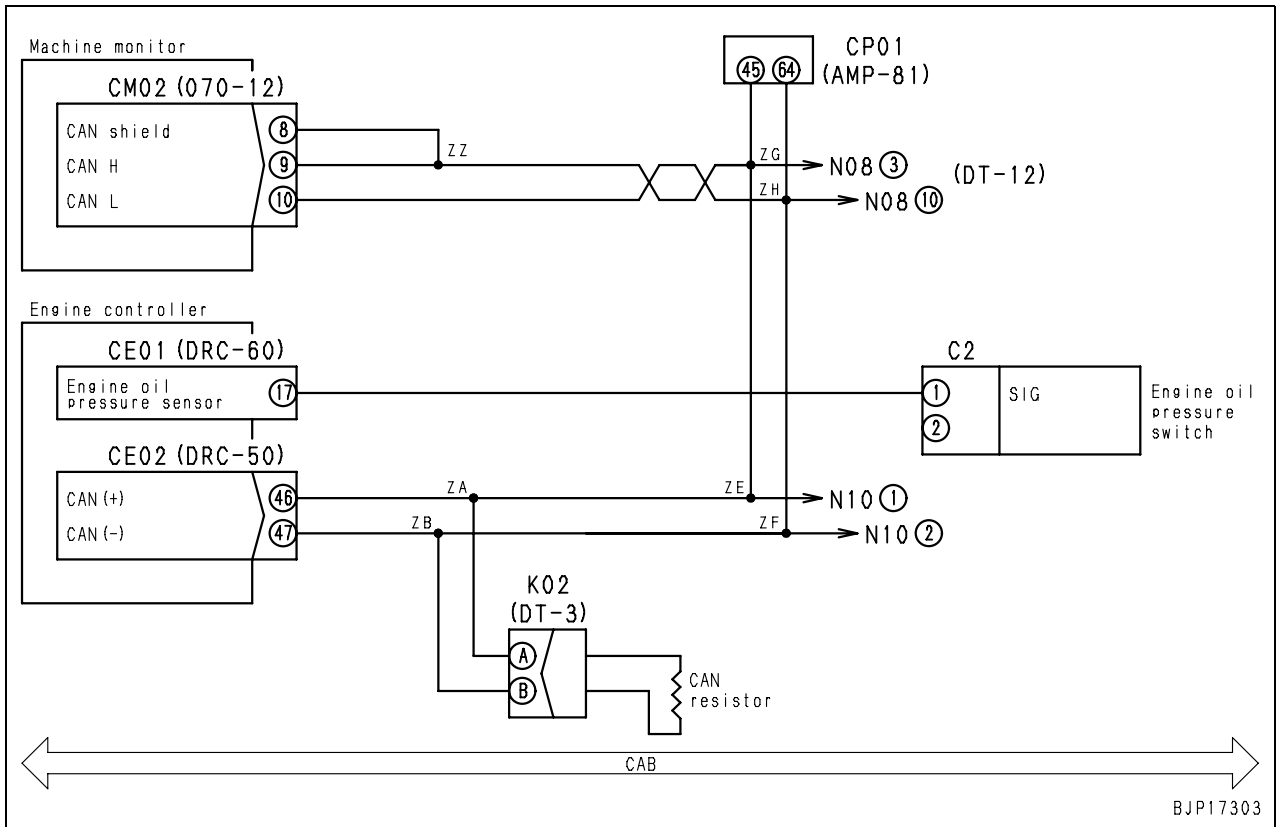 Machine monitor
CM02 (070-12)
CAN shield
8
CAN H
9
CAN L
10
ZZ
CP01
(AMP-81)
45 64
ZG
N08 3
(DT-12)
ZH
N08 10
Engine controller
CE01 (DRC-60)
Engine oil
pressure sensor
17
C2
1
2
SIG
Engine oil
pressure
switch
CE02 (DRC-50)
CAN (+)
46
CAN (-)
47
ZA
ZB
ZE
N10 1
ZF
N10 2
K02
(DT-3)
A
B
CAN
resistor
CAB
BJP17303